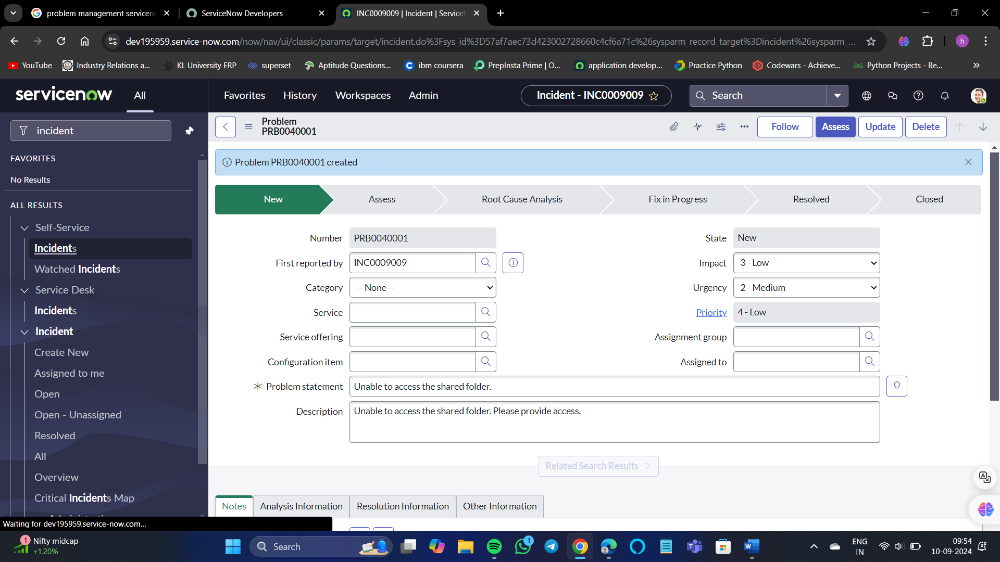 problem management servicen
ServiceNow Developers
INC0009009 | Incident | Service
dev195959.service-now.com/now/nav/ui/classic/params/target/incident.do%3Fsys_id%3D57af7aec73d423002728660c4cf6a71c%26sysparm_record_target%3Dincident%26sysparm_...
h
YouTube
Industry Relations a...
KL University ERP
superset
Aptitude Questions...
ibm coursera
PrepInsta Prime | O...
application develop...
Practice Python
Codewars - Achieve...
Python Projects - Be...
servicenow
All
Favorites
History
Workspaces
Admin
Incident - INC0009009
Search
incident
FAVORITES
No Results
ALL RESULTS
Self-Service
Incidents
Watched Incidents
Service Desk
Incidents
Incident
Create New
Assigned to me
Open
Open - Unassigned
Resolved
All
Overview
Critical Incidents Map
Problem
PRB0040001
Follow
Assess
Update
Delete
Problem PRB0040001 created
New
Assess
Root Cause Analysis
Fix in Progress
Resolved
Closed
Number
PRB0040001
State
New
First reported by
INC0009009
Impact
3 - Low
Category
-- None --
Urgency
2 - Medium
Service
Priority
4 - Low
Service offering
Assignment group
Configuration item
Assigned to
Problem statement
Unable to access the shared folder.
Description
Unable to access the shared folder. Please provide access.
Related Search Results
Notes
Analysis Information
Resolution Information
Other Information
Waiting for dev195959.service-now.com...
1
Nifty midcap
+1.20%
Search
1
ENG
IN
09:54
10-09-2024